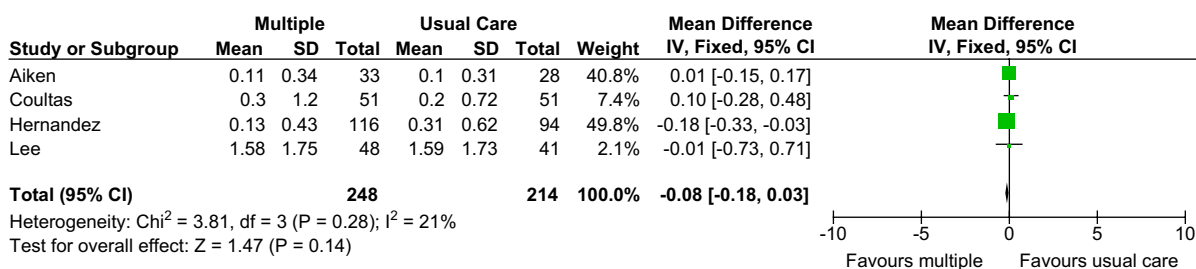 Multiple Usual Care Mean Difference Mean Difference
Study or Subgroup Mean SD Total Mean SD Total Weight IV, Fixed, 95% CI IV, Fixed, 95% CI
Aiken 0.11 0.34 33 0.1 0.31 28 40.8% 0.01 [-0.15, 0.17]
Coultas 0.3 1.2 51 0.2 0.72 51 7.4% 0.10 [-0.28, 0.48]
Hernandez 0.13 0.43 116 0.31 0.62 94 49.8% -0.18 [-0.33, -0.03]
Lee 1.58 1.75 48 1.59 1.73 41 2.1% -0.01 [-0.73, 0.71]
Total (95% CI) 248 214 100.0% -0.08 [-0.18, 0.03]
Heterogeneity: Chi² = 3.81, df = 3 (P = 0.28); I² = 21%
Test for overall effect: Z = 1.47 (P = 0.14)
-10 -5 0 5 10
Favours multiple Favours usual care